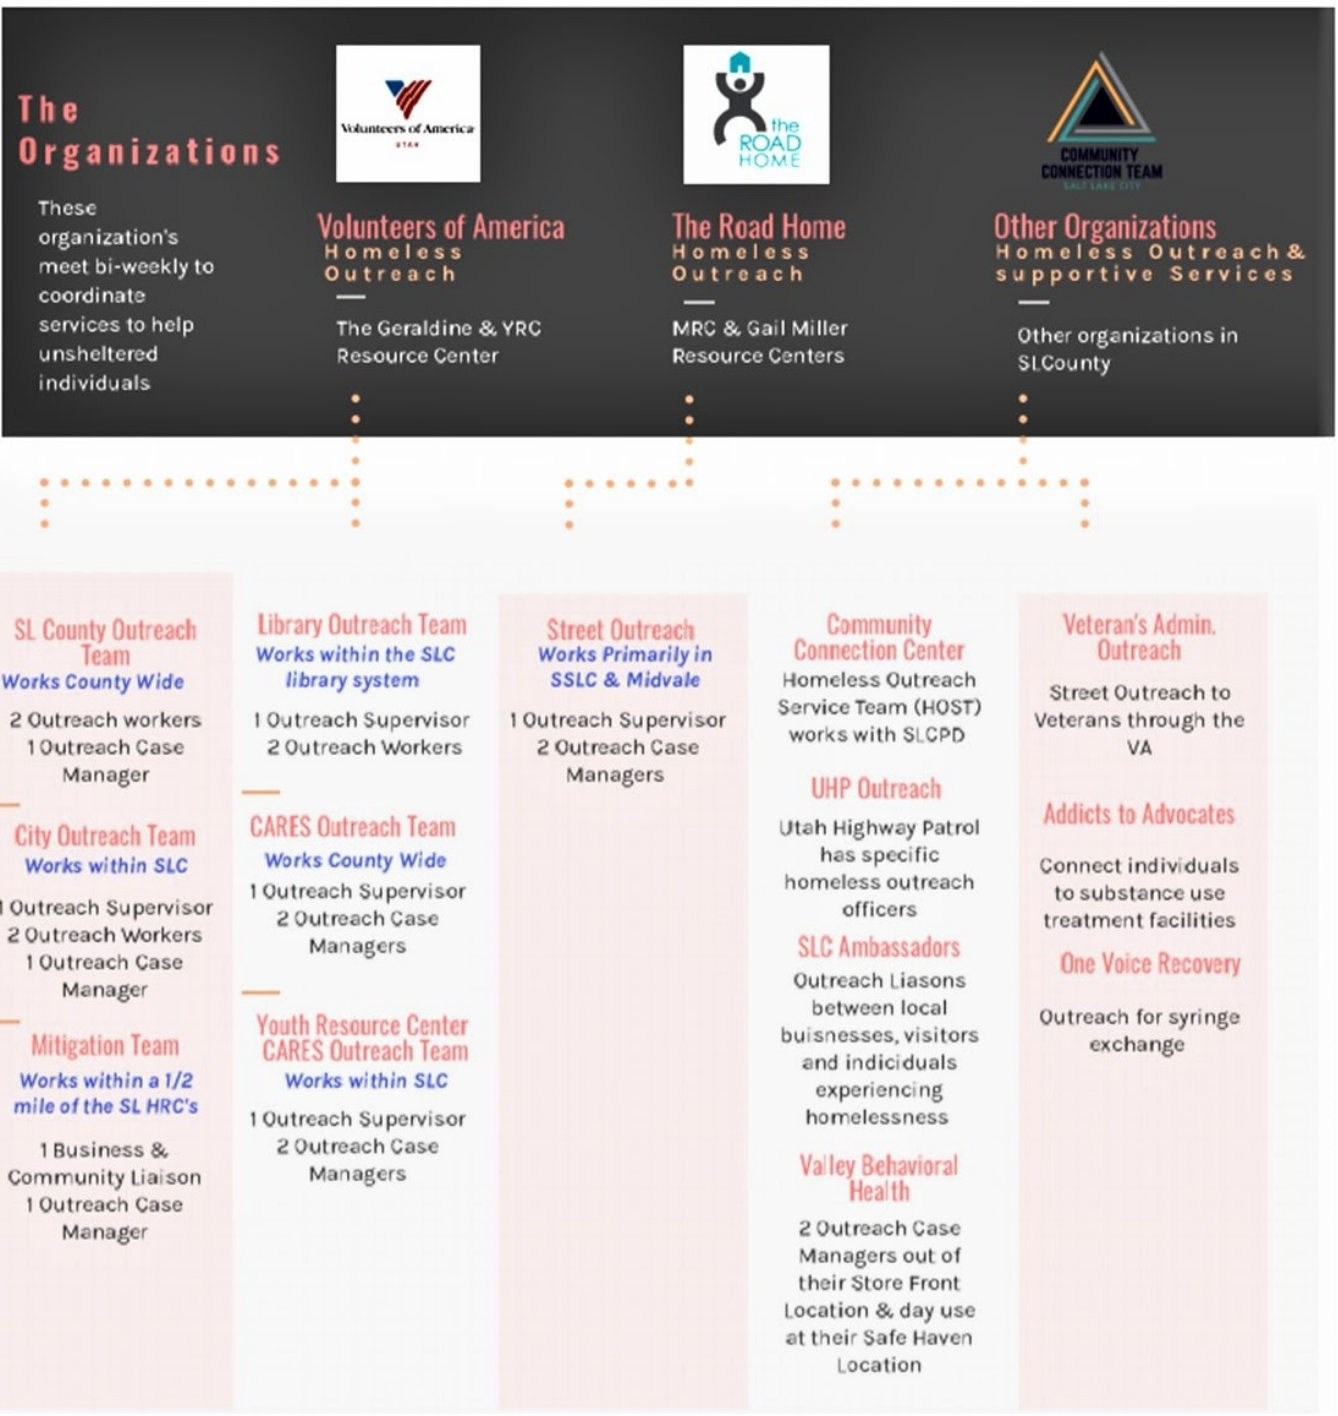 The
Organizations
These
organization's
meet bi-weekly to
coordinate
services to help
unsheltered
individuals
Volunteers of America
UTAH
Volunteers of America
Homeless
Outreach
The Geraldine & YRC
Resource Center
the
ROAD
HOME
The Road Home
Homeless
Outreach
MRC & Gail Miller
Resource Centers
COMMUNITY
CONNECTION TEAM
SALT LAKE CITY
Other Organizations
Homeless Outreach &
supportive Services
Other organizations in
SLCounty
SL County Outreach
Team
Works County Wide
2 Outreach workers
1 Outreach Case
Manager
City Outreach Team
Works within SLC
1 Outreach Supervisor
2 Outreach Workers
1 Outreach Case
Manager
Mitigation Team
Works within a 1/2
mile of the SL HRC's
1 Business &
Community Liaison
1 Outreach Case
Manager
Library Outreach Team
Works within the SLC
library system
1 Outreach Supervisor
2 Outreach Workers
CARES Outreach Team
Works County Wide
1 Outreach Supervisor
2 Outreach Case
Managers
Youth Resource Center
CARES Outreach Team
Works within SLC
1 Outreach Supervisor
2 Outreach Case
Managers
Street Outreach
Works Primarily in
SSLC & Midvale
1 Outreach Supervisor
2 Outreach Case
Managers
Community
Connection Center
Homeless Outreach
Service Team (HOST)
works with SLCPD
UHP Outreach
Utah Highway Patrol
has specific
homeless outreach
officers
SLC Ambassadors
Outreach Liasons
between local
buisnesses, visitors
and indiciduals
experiencing
homelessness
Valley Behavioral
Health
2 Outreach Case
Managers out of
their Store Front
Location & day use
at their Safe Haven
Location
Veteran's Admin.
Outreach
Street Outreach to
Veterans through the
VA
Addicts to Advocates
Connect individuals
to substance use
treatment facilities
One Voice Recovery
Outreach for syringe
exchange